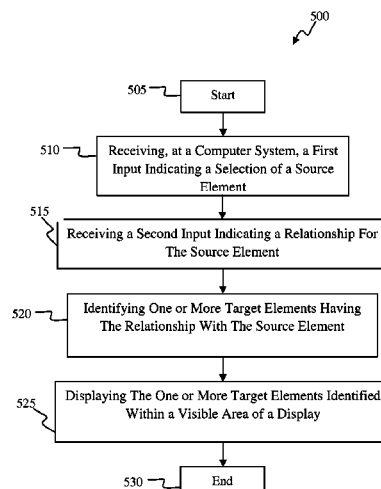 500
505
Start
510
Receiving, at a Computer System, a First
Input Indicating a Selection of a Source
Element
515
Receiving a Second Input Indicating a Relationship For
The Source Element
520
Identifying One or More Target Elements Having
The Relationship With The Source Element
Displaying The One or More Target Elements Identified
Within a Visible Area of a Display
525
530
End